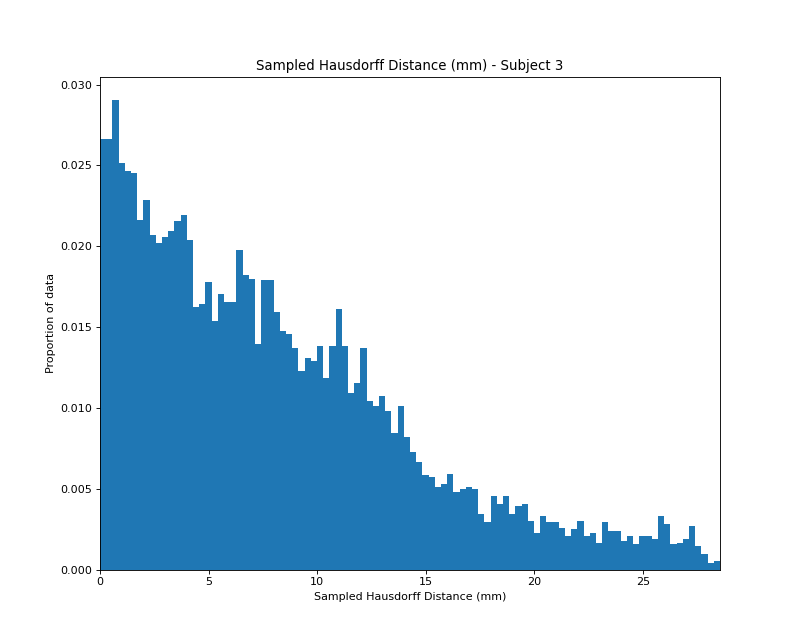 Sampled Hausdorff Distance (mm) - Subject 3
0.030
0.025
0.020
0.015
0.010
0.005
0.000
Proportion of data
0 5 10 15 20 25
Sampled Hausdorff Distance (mm)